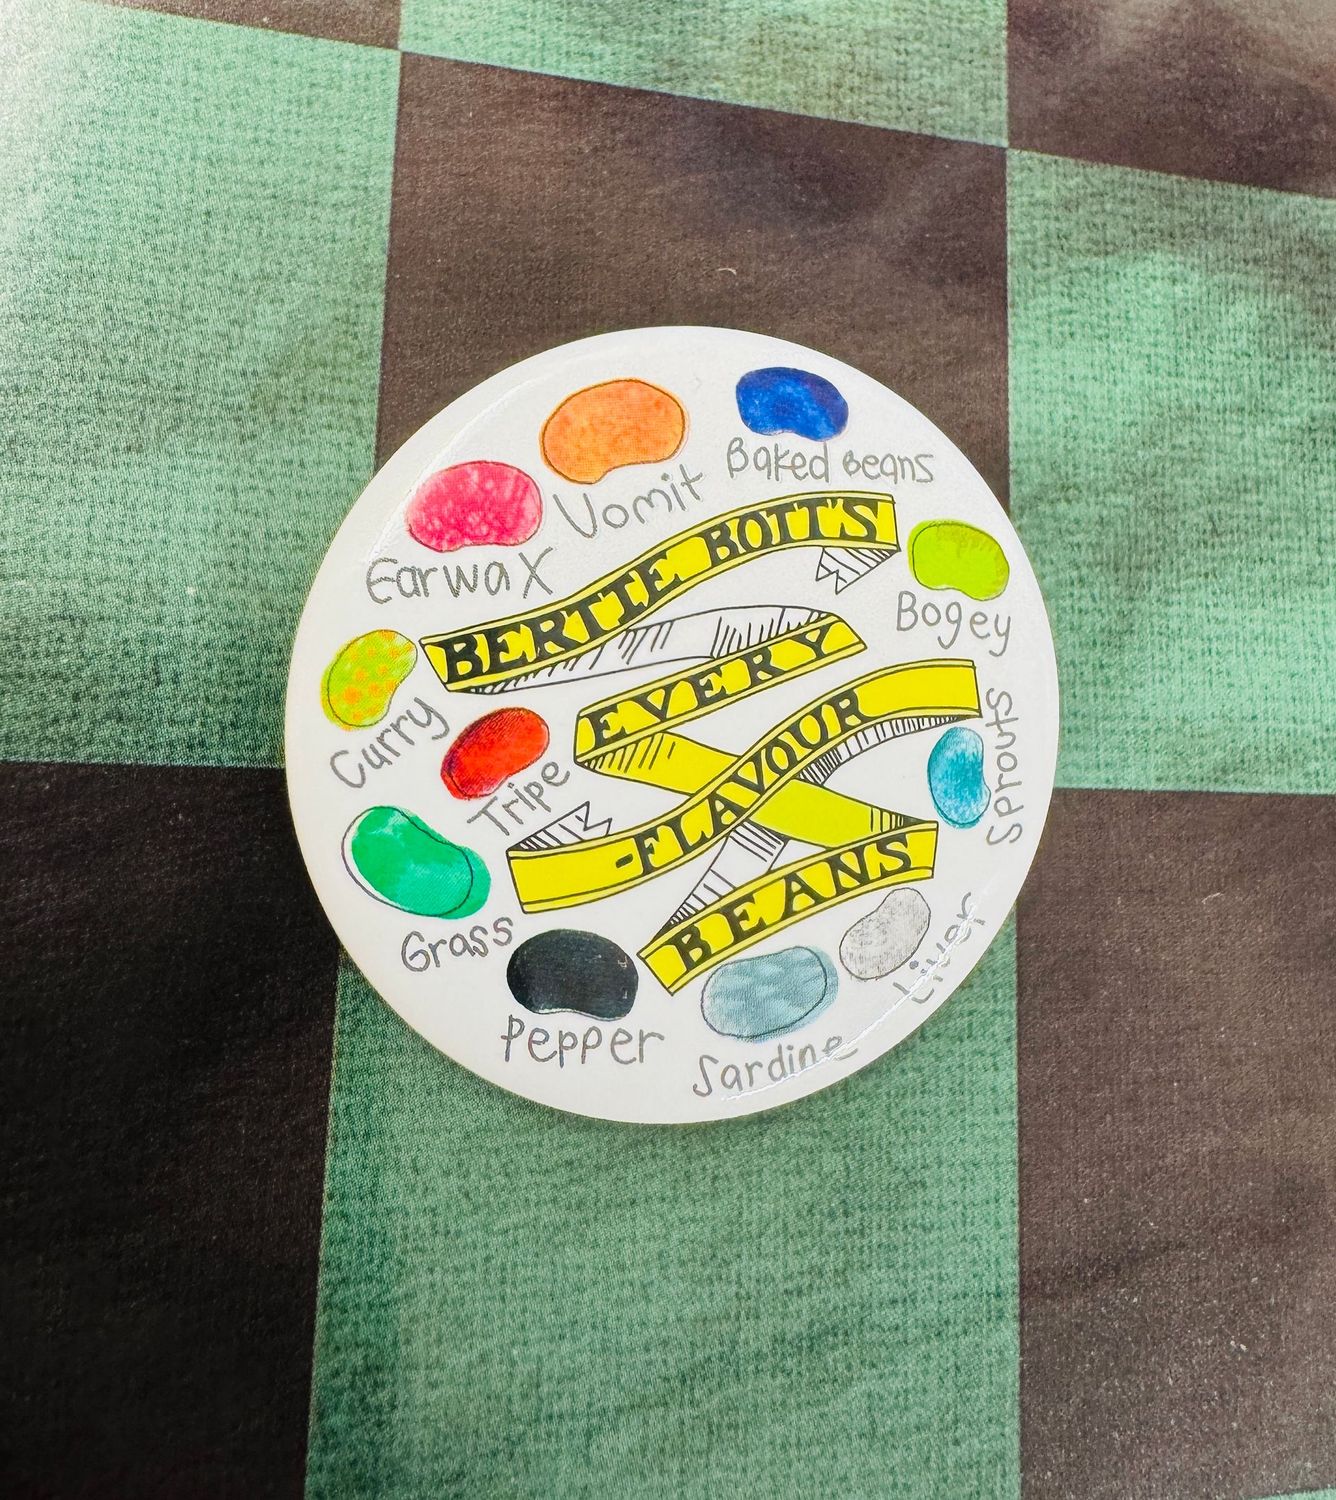 Baked Beans
Vomit
Earwax
BERTIE BOTT'S
Bogey
EVERY
Curry
-FLAVOUR
Sprouts
Tripe
BEANS
Grass
Liver
Pepper
Sardine